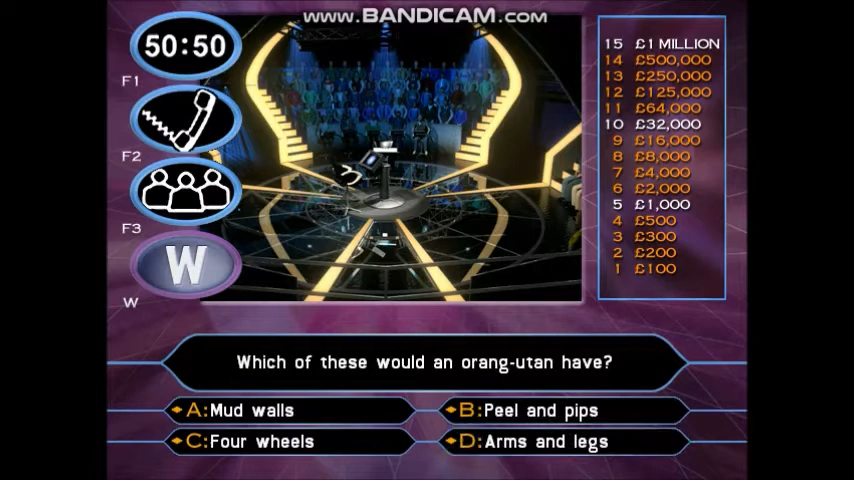 www.BANDICAM.com
50:50
F1
F2
F3
W
W
15 £1 MILLION
14 £500,000
13 £250,000
12 £125,000
11 £64,000
10 £32,000
9 £16,000
8 £8,000
7 £4,000
6 £2,000
5 £1,000
4 £500
3 £300
2 £200
1 £100
Which of these would an orang-utan have?
A:Mud walls
B:Peel and pips
C:Four wheels
D:Arms and legs